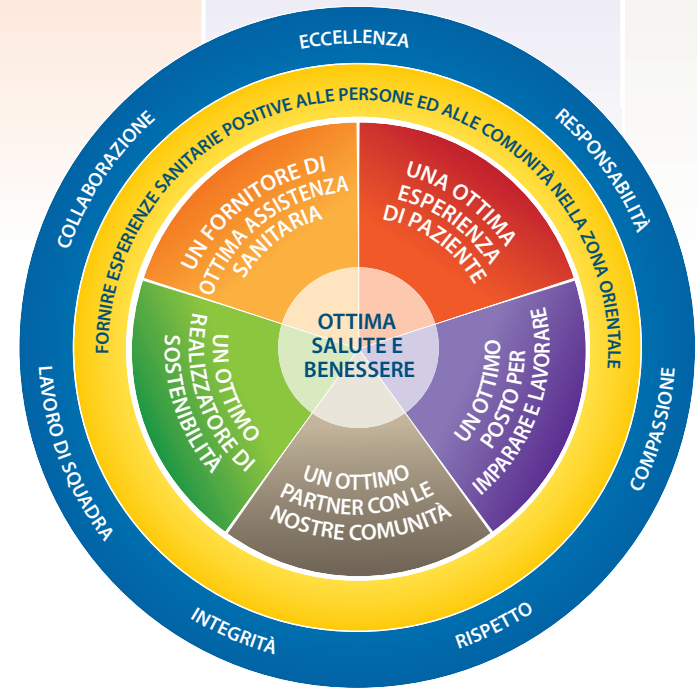 ECCELLENZA
RESPONSABILITÀ
COMPASSIONE
RISPETTO
INTEGRITÀ
LAVORO DI SQUADRA
COLLABORAZIONE
FORNIRE ESPERIENZE SANITARIE POSITIVE ALLE PERSONE ED ALLE COMUNITÀ NELLA ZONA ORIENTALE
UN FORNITORE DI
OTTIMA ASSISTENZA
SANITARIA
UNA OTTIMA
ESPERIENZA
DI PAZIENTE
UN OTTIMO
POSTO PER
IMPARARE E LAVORARE
UN OTTIMO
PARTNER CON LE
NOSTRE COMUNITÀ
UN OTTIMO
REALIZZATORE DI
SOSTENIBILITÀ
OTTIMA
SALUTE E
BENESSERE